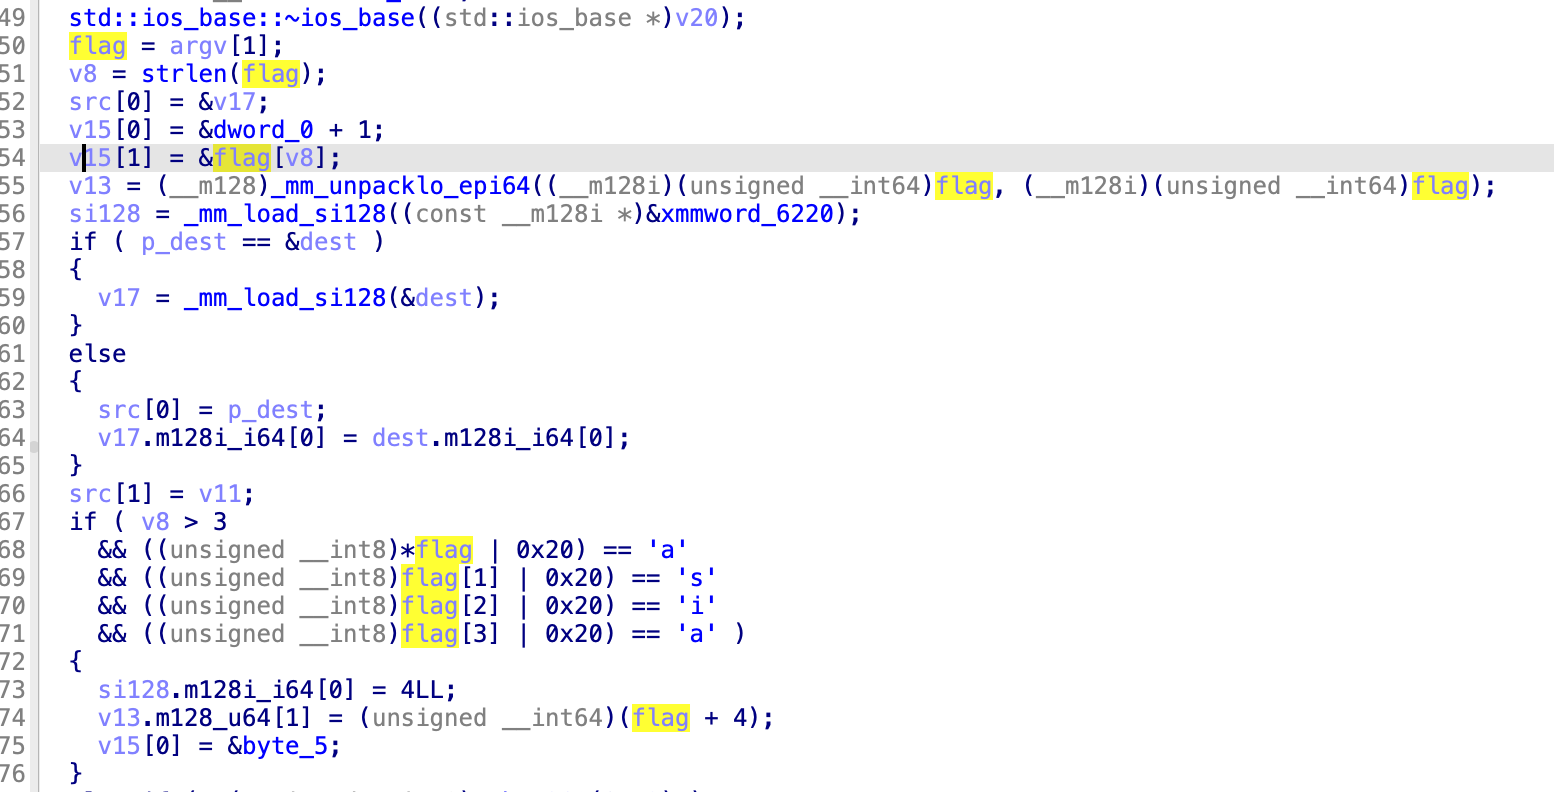 49 std::ios_base::~ios_base((std::ios_base *)v20);
50 flag = argv[1];
51 v8 = strlen(flag);
52 src[0] = &v17;
53 v15[0] = &dword_0 + 1;
54 v15[1] = &flag[v8];
55 v13 = (__m128)_mm_unpacklo_epi64((__m128i)(unsigned __int64)flag, (__m128i)(unsigned __int64)flag);
56 si128 = _mm_load_si128((const __m128i *)&xmmword_6220);
57 if ( p_dest == &dest )
58 {
59 v17 = _mm_load_si128(&dest);
60 }
61 else
62 {
63 src[0] = p_dest;
64 v17.m128i_i64[0] = dest.m128i_i64[0];
65 }
66 src[1] = v11;
67 if ( v8 > 3
68 && ((unsigned __int8)*flag | 0x20) == 'a'
69 && ((unsigned __int8)flag[1] | 0x20) == 's'
70 && ((unsigned __int8)flag[2] | 0x20) == 'i'
71 && ((unsigned __int8)flag[3] | 0x20) == 'a' )
72 {
73 si128.m128i_i64[0] = 4LL;
74 v13.m128_u64[1] = (unsigned __int64)(flag + 4);
75 v15[0] = &byte_5;
76 }